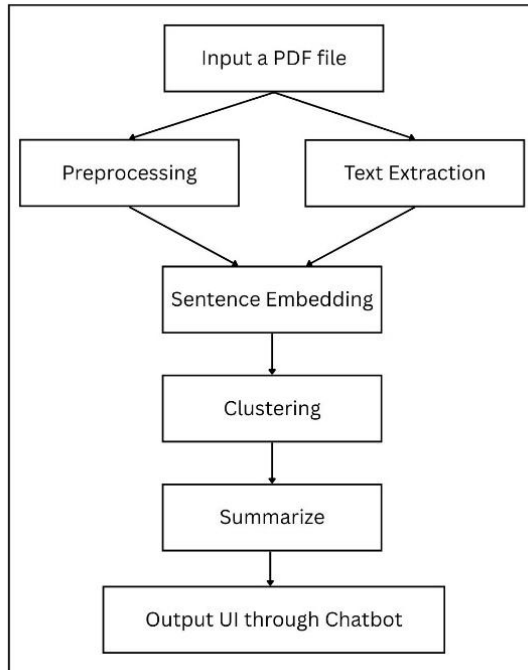 Input a PDF file
Preprocessing
Text Extraction
Sentence Embedding
Clustering
Summarize
Output UI through Chatbot